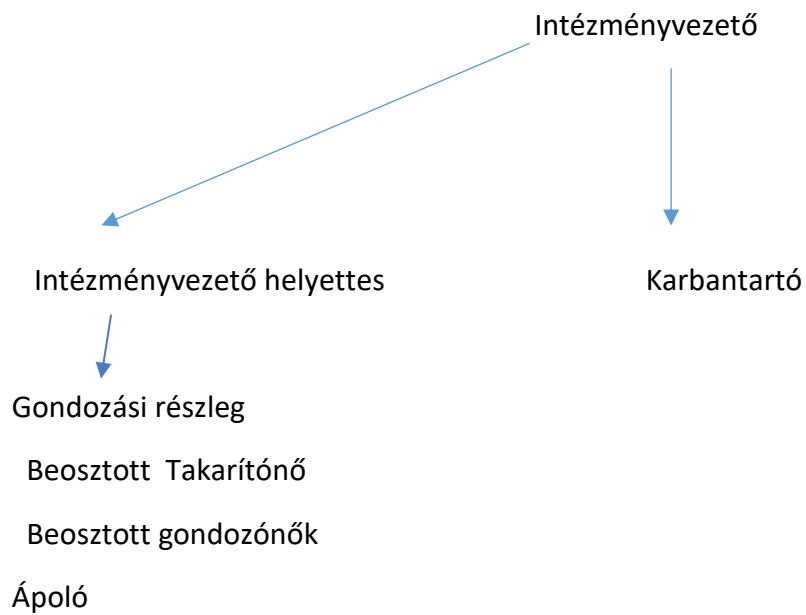 Intézményvezető
Intézményvezető helyettes
Karbantartó
Gondozási részleg
Beosztott Takarítónő
Beosztott gondozónők
Ápoló